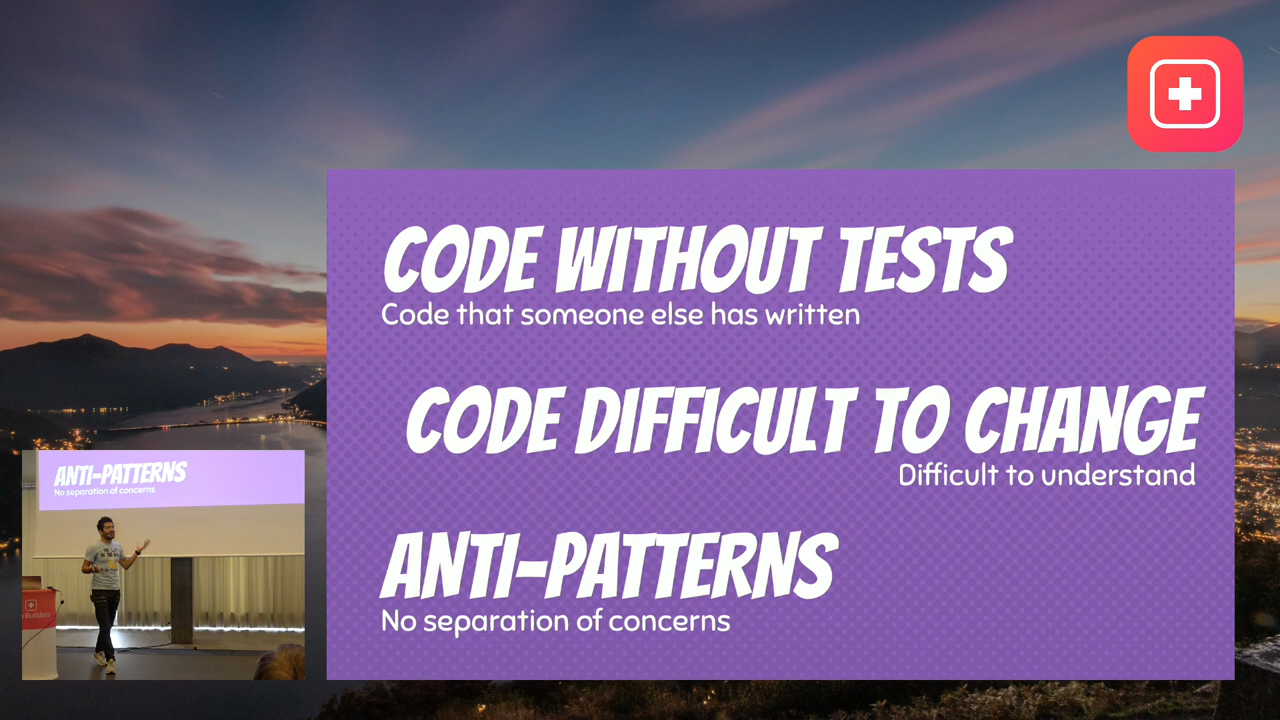 CODE WITHOUT TESTS
Code that someone else has written
CODE DIFFICULT TO CHANGE
Difficult to understand
ANTI-PATTERNS
No separation of concerns
ANTI-PATTERNS
No separation of concerns
Builders